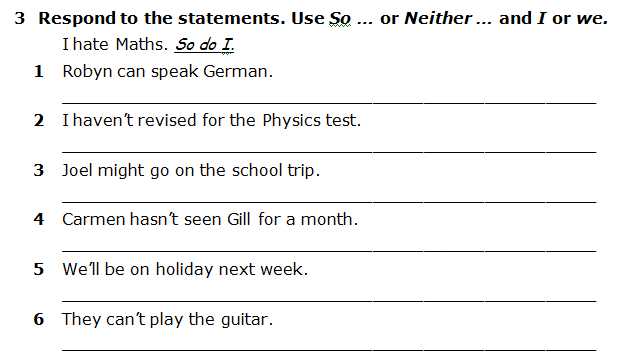 3 Respond to the statements. Use So ... or Neither ... and I or we.
I hate Maths. So do I.
1 Robyn can speak German.
2 I haven’t revised for the Physics test.
3 Joel might go on the school trip.
4 Carmen hasn’t seen Gill for a month.
5 We’ll be on holiday next week.
6 They can’t play the guitar.